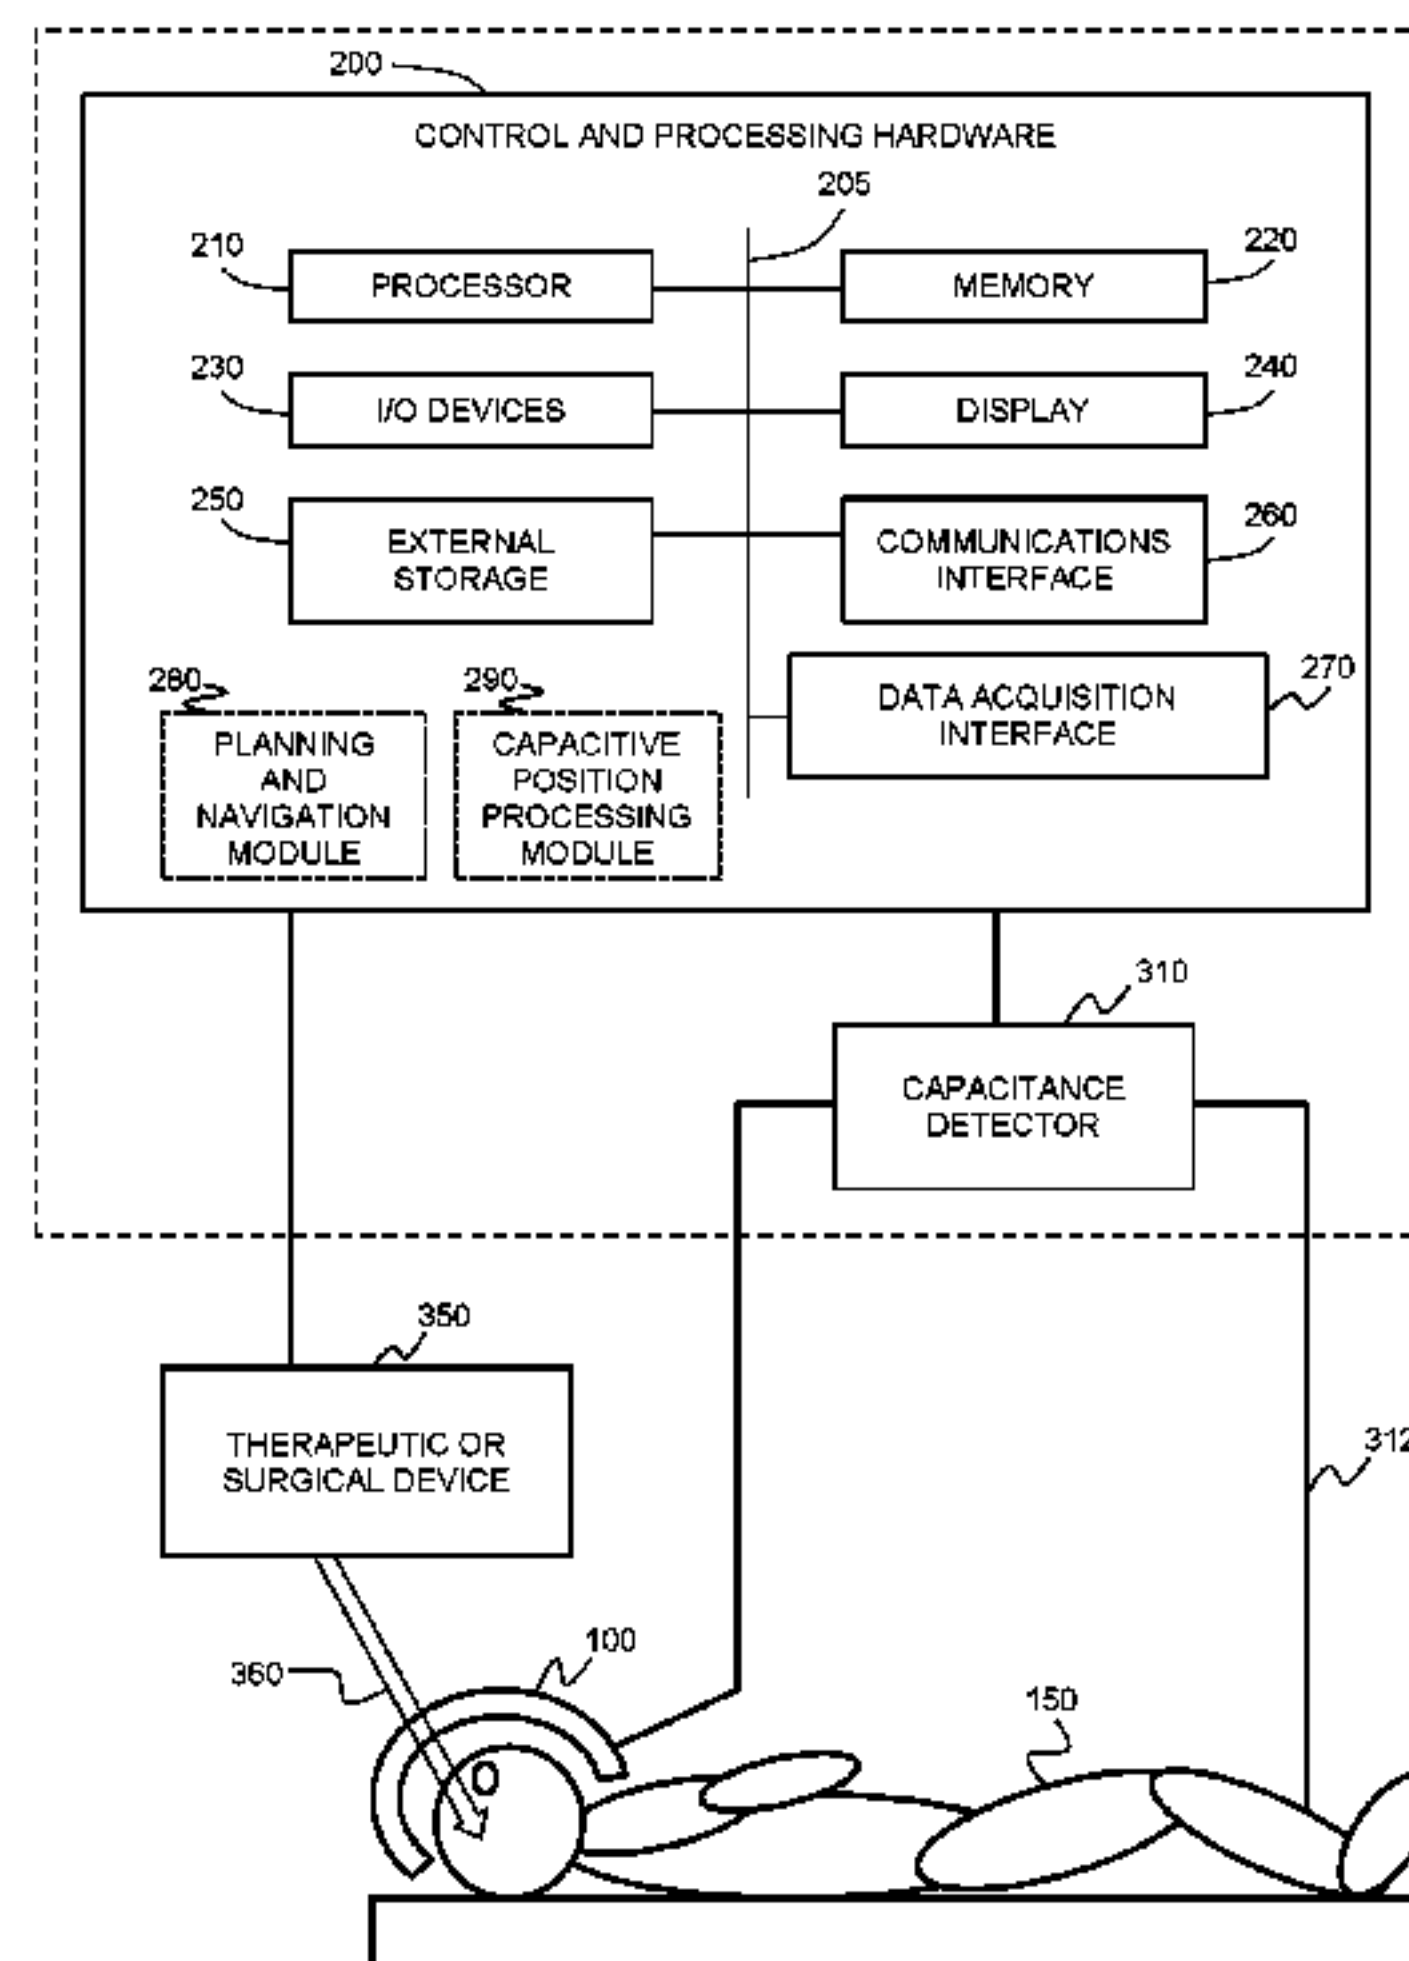 200
CONTROL AND PROCESSING HARDWARE
205
210
PROCESSOR
MEMORY
220
230
I/O DEVICES
DISPLAY
240
250
EXTERNAL
STORAGE
COMMUNICATIONS
INTERFACE
260
280
PLANNING
AND
NAVIGATION
MODULE
290
CAPACITIVE
POSITION
PROCESSING
MODULE
DATA ACQUISITION
INTERFACE
270
310
CAPACITANCE
DETECTOR
350
THERAPEUTIC OR
SURGICAL DEVICE
312
360
100
150